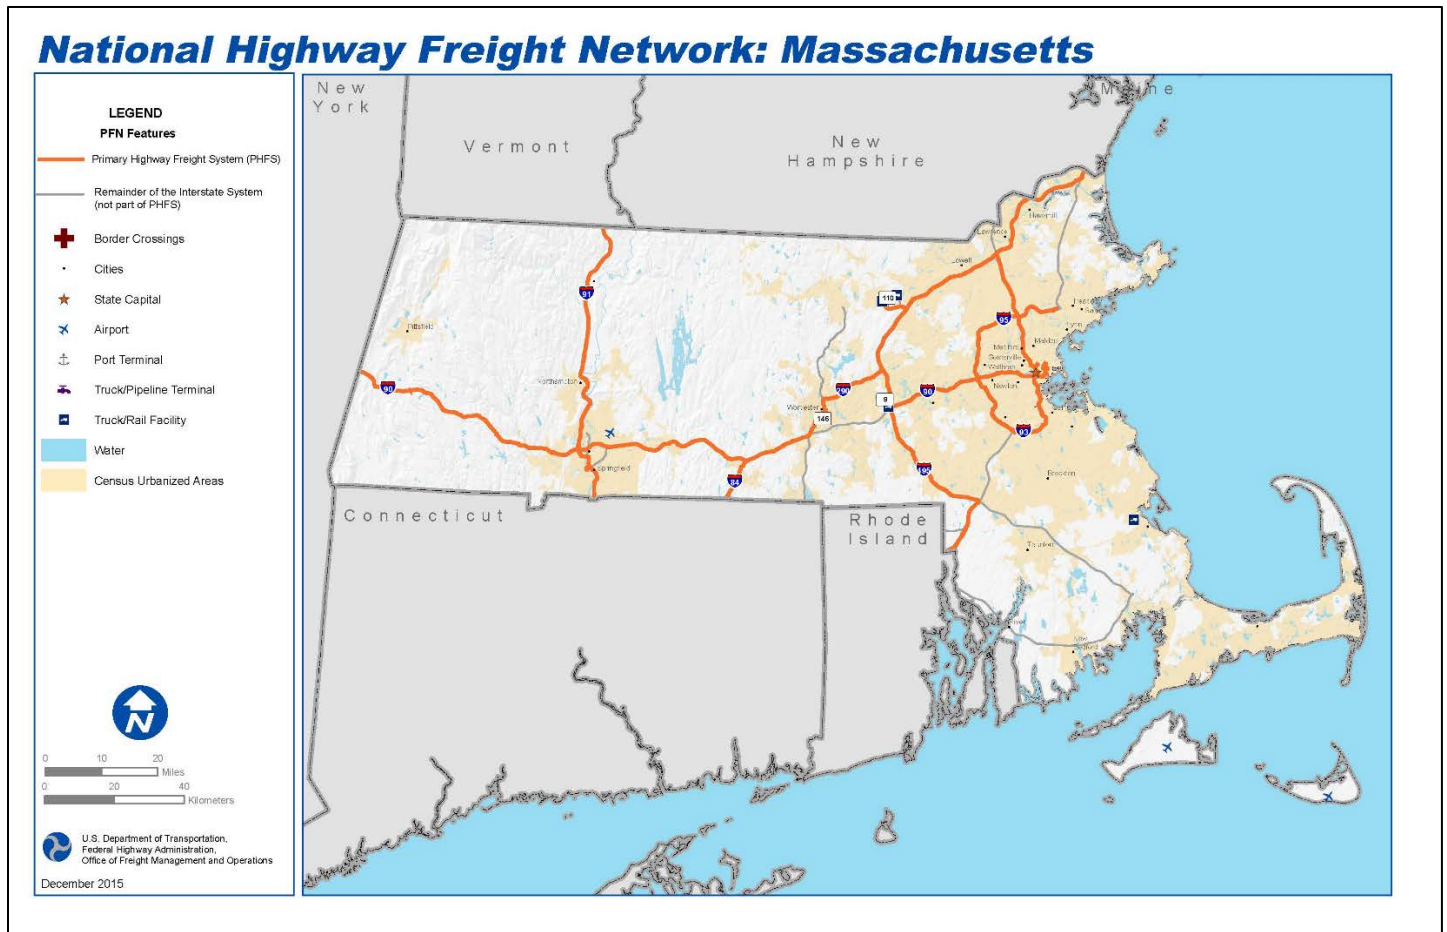 National Highway Freight Network: Massachusetts
LEGEND
PFN Features
Primary Highway Freight System (PHFS)
Remainder of the Interstate System
(not part of PHFS)
Border Crossings
Cities
State Capital
Airport
Port Terminal
Truck/Pipeline Terminal
Truck/Rail Facility
Water
Census Urbanized Areas
N
0 10 20
Miles
0 20 40
Kilometers
U.S. Department of Transportation,
Federal Highway Administration,
Office of Freight Management and Operations
December 2015
New
York
Vermont
New
Hampshire
Haverhill
Lawrence
Lowell
91
110
95
Pittsfield
Malden
Medford
Somerville
Waltham
90
Northampton
290
90
Newton
9
Worcester
146
93
Springfield
84
195
Brockton
Connecticut
Rhode
Island
Taunton
New
Bedford